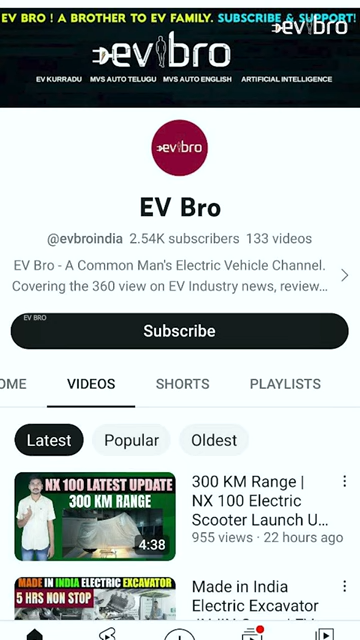 EV BRO ! A BROTHER TO EV FAMILY. SUBSCRIBE & SUPPORT!
evbro
evbro
EV KURRADU MVS AUTO TELUGU MVS AUTO ENGLISH ARTIFICIAL INTELLIGENCE
evbro
EV Bro
@evbroindia 2.54K subscribers 133 videos
EV Bro - A Common Man's Electric Vehicle Channel.
Covering the 360 view on EV Industry news, review...
EV BRO
Subscribe
OME VIDEOS SHORTS PLAYLISTS
Latest Popular Oldest
NX 100 LATEST UPDATE
300 KM RANGE
4:38
300 KM Range |
NX 100 Electric
Scooter Launch U...
955 views · 22 hours ago
MADE IN INDIA ELECTRIC EXCAVATOR
5 HRS NON STOP
Made in India
Electric Excavator